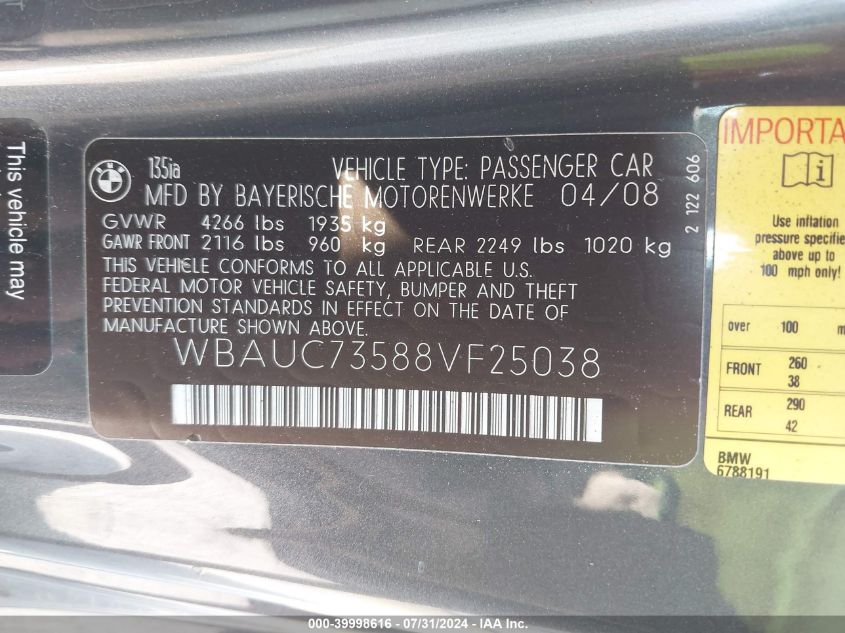 This vehicle may
BMW
135ia
VEHICLE TYPE: PASSENGER CAR
MFD BY BAYERISCHE MOTORENWERKE 04/08
GVWR 4266 lbs 1935 kg
GAWR FRONT 2116 lbs 960 kg REAR 2249 lbs 1020 kg
THIS VEHICLE CONFORMS TO ALL APPLICABLE U.S.
FEDERAL MOTOR VEHICLE SAFETY, BUMPER AND THEFT
PREVENTION STANDARDS IN EFFECT ON THE DATE OF
MANUFACTURE SHOWN ABOVE.
WBAUC73588VF25038
2 122 606
IMPORTA
i
Use inflation
pressure specifie
above up to
100 mph only!
over 100 m
FRONT 260
38
REAR 290
42
BMW
6788191
000-39998616 - 07/31/2024 - IAA Inc.